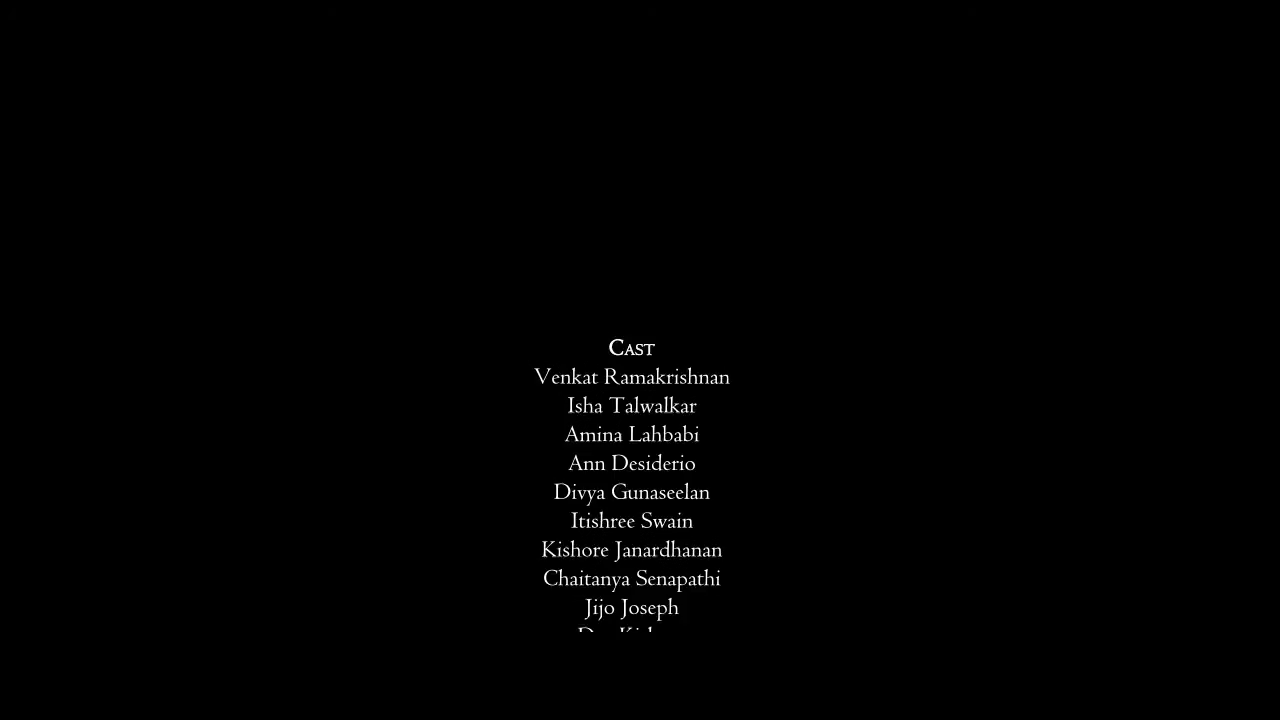 Cast
Venkat Ramakrishnan
Isha Talwalkar
Amina Lahbabi
Ann Desiderio
Divya Gunaseelan
Itishree Swain
Kishore Janardhanan
Chaitanya Senapathi
Jijo Joseph